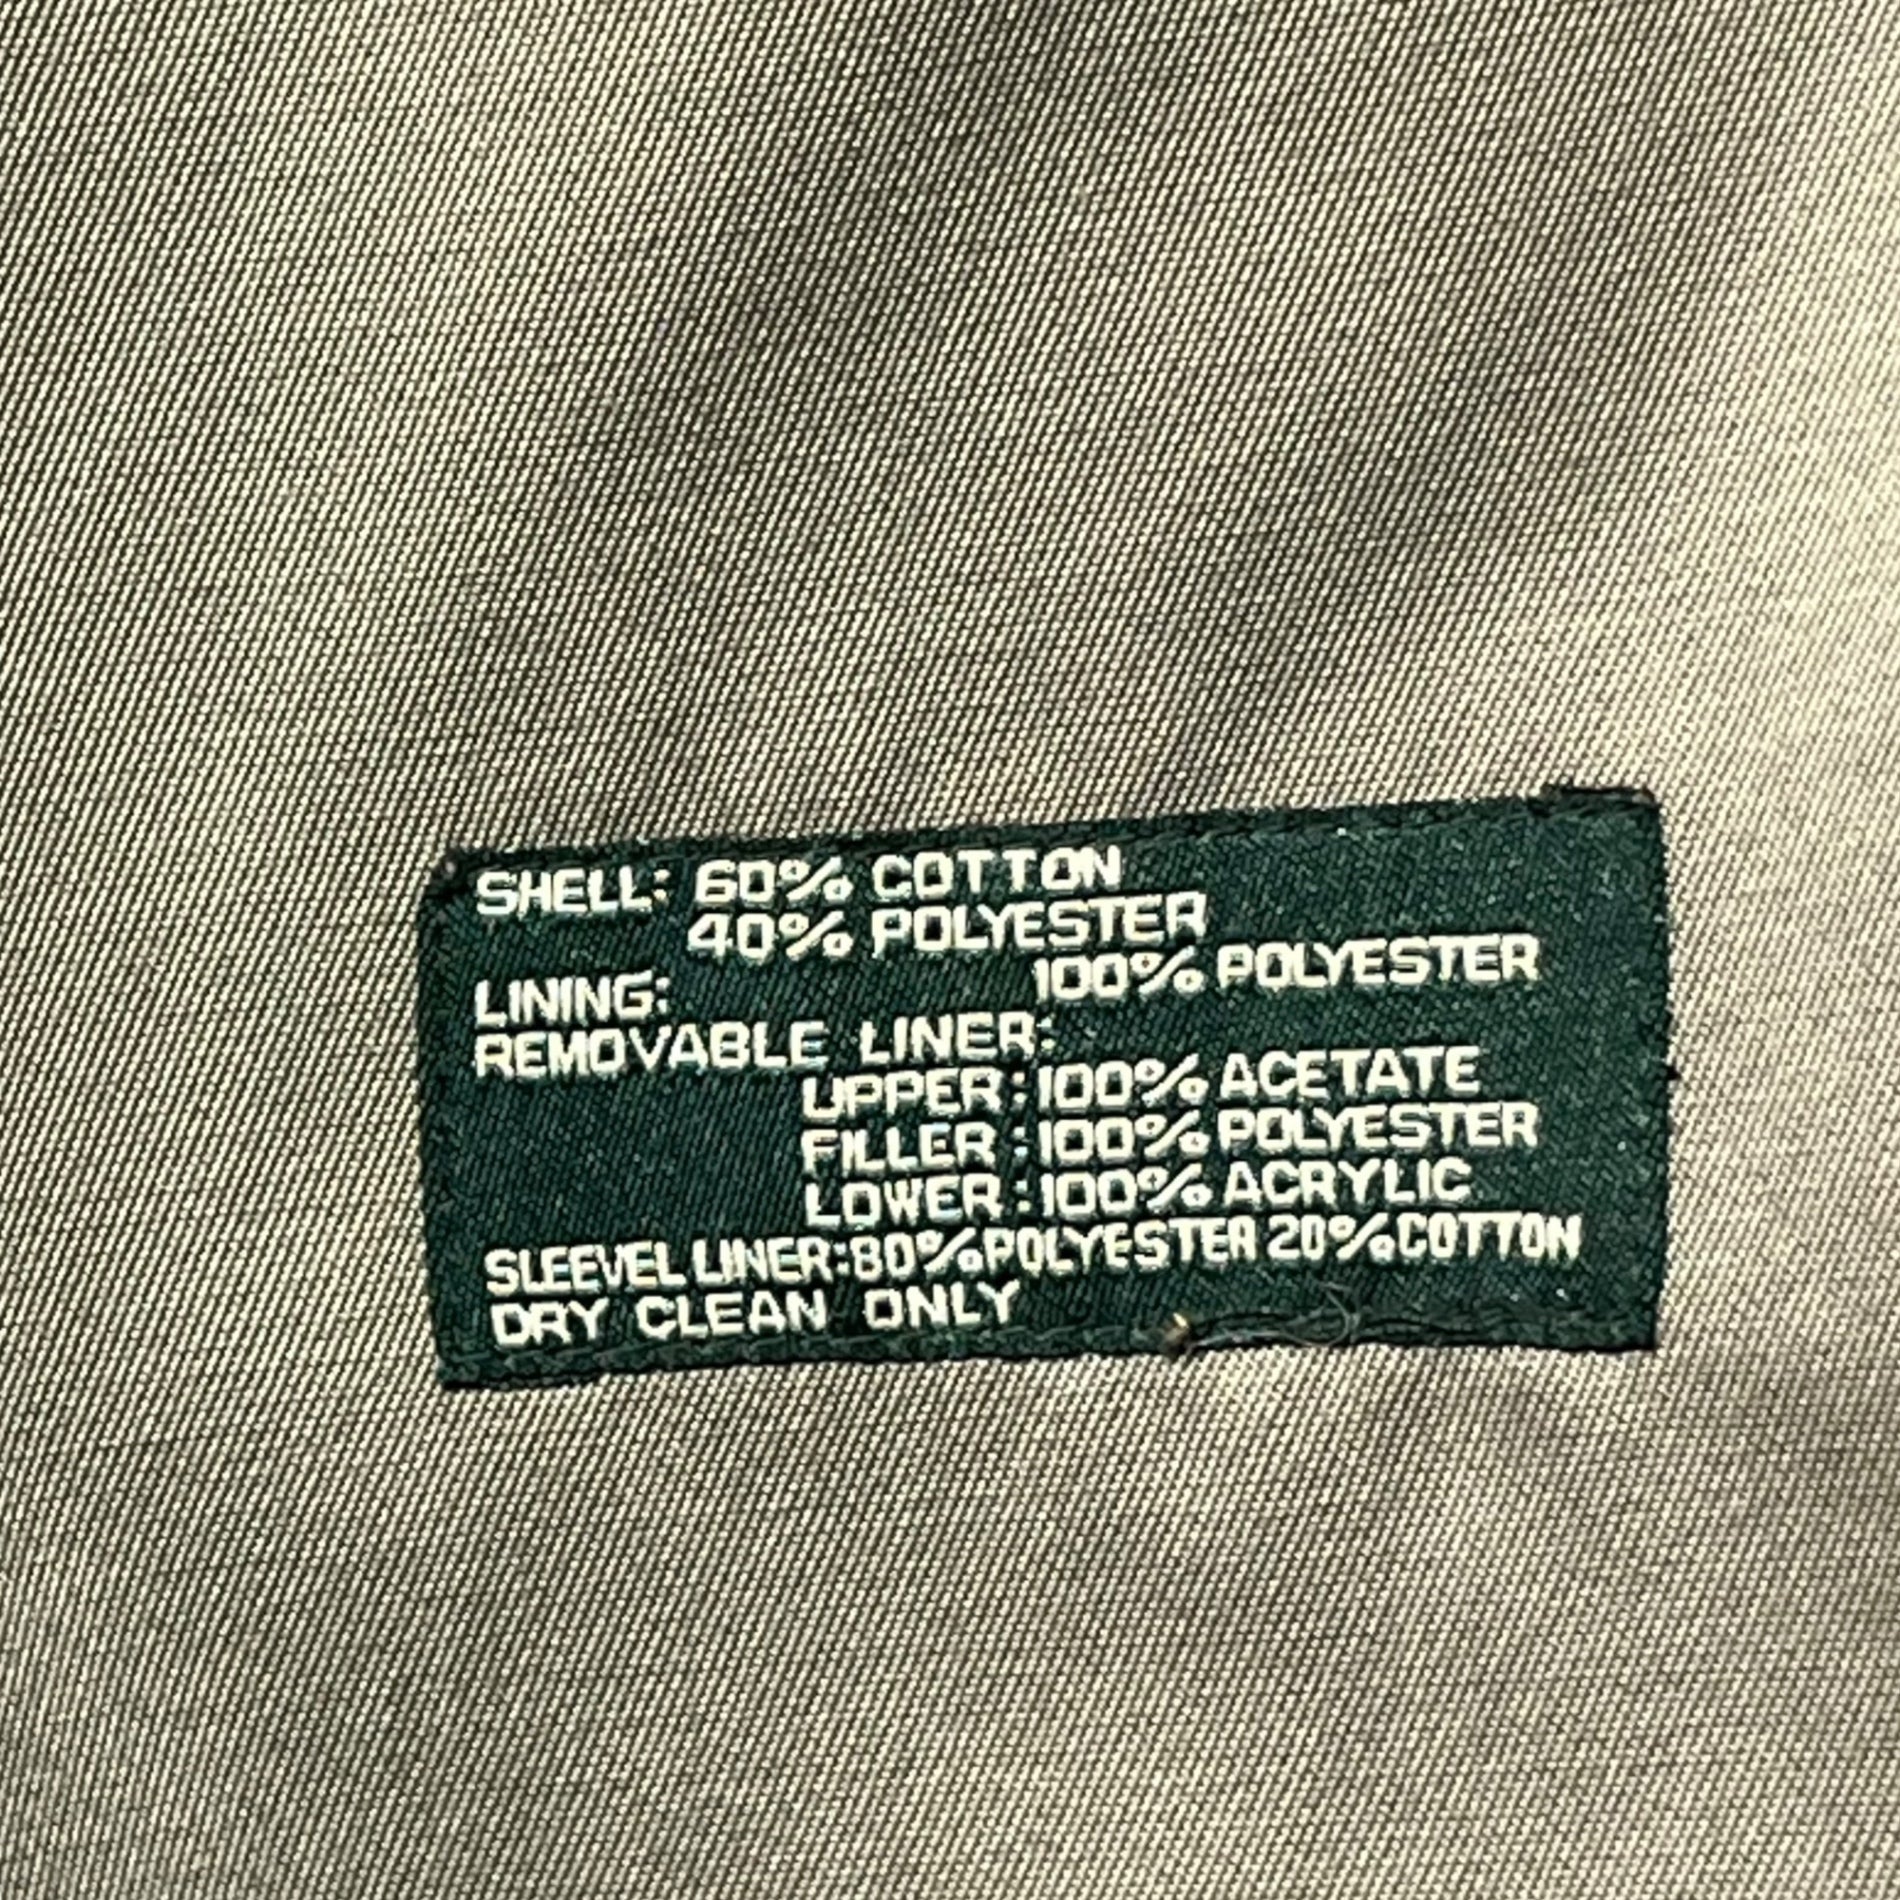 SHELL: 60% COTTON
40% POLYESTER
LINING: 100% POLYESTER
REMOVABLE LINER:
UPPER: 100% ACETATE
FILLER: 100% POLYESTER
LOWER: 100% ACRYLIC
SLEEVEL LINER: 80% POLYESTER 20% COTTON
DRY CLEAN ONLY